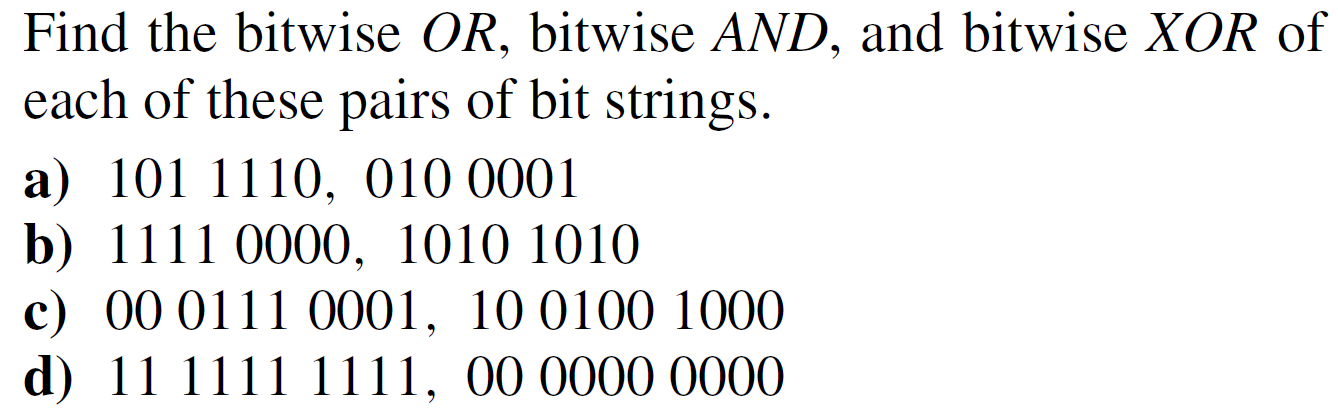 Find the bitwise OR, bitwise AND, and bitwise XOR of
each of these pairs of bit strings.
a) 101 1110, 010 0001
b) 1111 0000, 1010 1010
c) 00 0111 0001, 10 0100 1000
d) 11 1111 1111, 00 0000 0000